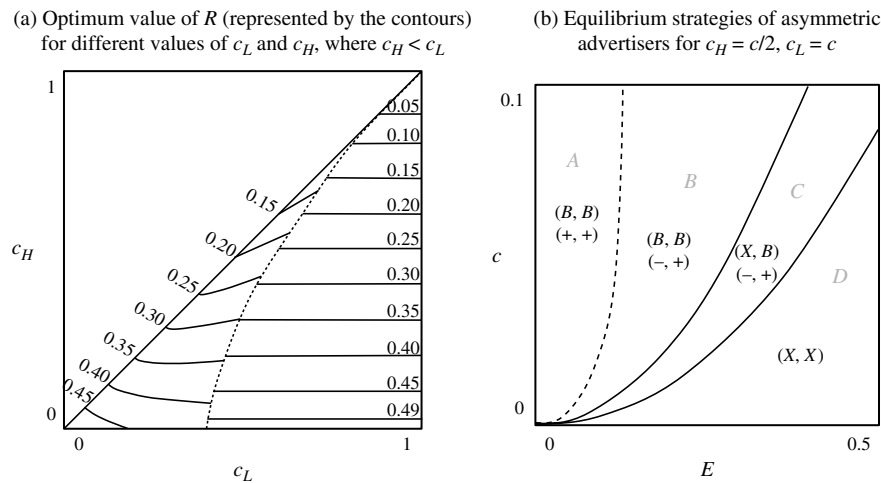 (a) Optimum value of R (represented by the contours)
for different values of c_L and c_H, where c_H < c_L
1
0.05
0.10
0.15
0.15
0.20
0.20
0.25
c_H
0.25
0.30
0.30
0.35
0.35
0.40
0.40
0.45
0.45
0.49
0
0
1
c_L
(b) Equilibrium strategies of asymmetric
advertisers for c_H = c/2, c_L = c
0.1
A
B
C
(B, B)
(+, +)
(B, B)
(–, +)
(X, B)
(–, +)
c
D
(X, X)
0
0
0.5
E